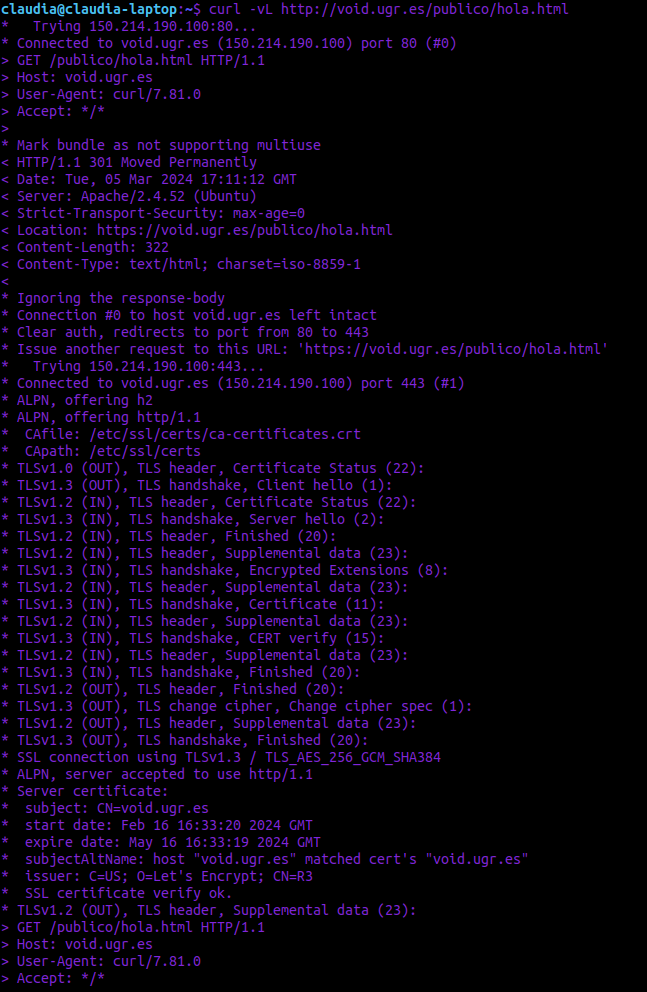 claudia@claudia-laptop:~$ curl -vL http://void.ugr.es/publico/hola.html
*   Trying 150.214.190.100:80...
* Connected to void.ugr.es (150.214.190.100) port 80 (#0)
> GET /publico/hola.html HTTP/1.1
> Host: void.ugr.es
> User-Agent: curl/7.81.0
> Accept: */*
>
* Mark bundle as not supporting multiuse
< HTTP/1.1 301 Moved Permanently
< Date: Tue, 05 Mar 2024 17:11:12 GMT
< Server: Apache/2.4.52 (Ubuntu)
< Strict-Transport-Security: max-age=0
< Location: https://void.ugr.es/publico/hola.html
< Content-Length: 322
< Content-Type: text/html; charset=iso-8859-1
<
* Ignoring the response-body
* Connection #0 to host void.ugr.es left intact
* Clear auth, redirects to port from 80 to 443
* Issue another request to this URL: 'https://void.ugr.es/publico/hola.html'
*   Trying 150.214.190.100:443...
* Connected to void.ugr.es (150.214.190.100) port 443 (#1)
* ALPN, offering h2
* ALPN, offering http/1.1
*  CAfile: /etc/ssl/certs/ca-certificates.crt
*  CApath: /etc/ssl/certs
* TLSv1.0 (OUT), TLS header, Certificate Status (22):
* TLSv1.3 (OUT), TLS handshake, Client hello (1):
* TLSv1.2 (IN), TLS header, Certificate Status (22):
* TLSv1.3 (IN), TLS handshake, Server hello (2):
* TLSv1.2 (IN), TLS header, Finished (20):
* TLSv1.2 (IN), TLS header, Supplemental data (23):
* TLSv1.3 (IN), TLS handshake, Encrypted Extensions (8):
* TLSv1.2 (IN), TLS header, Supplemental data (23):
* TLSv1.3 (IN), TLS handshake, Certificate (11):
* TLSv1.2 (IN), TLS header, Supplemental data (23):
* TLSv1.3 (IN), TLS handshake, CERT verify (15):
* TLSv1.2 (IN), TLS header, Supplemental data (23):
* TLSv1.3 (IN), TLS handshake, Finished (20):
* TLSv1.2 (OUT), TLS header, Finished (20):
* TLSv1.3 (OUT), TLS change cipher, Change cipher spec (1):
* TLSv1.2 (OUT), TLS header, Supplemental data (23):
* TLSv1.3 (OUT), TLS handshake, Finished (20):
* SSL connection using TLSv1.3 / TLS_AES_256_GCM_SHA384
* ALPN, server accepted to use http/1.1
* Server certificate:
*  subject: CN=void.ugr.es
*  start date: Feb 16 16:33:20 2024 GMT
*  expire date: May 16 16:33:19 2024 GMT
*  subjectAltName: host "void.ugr.es" matched cert's "void.ugr.es"
*  issuer: C=US; O=Let's Encrypt; CN=R3
*  SSL certificate verify ok.
* TLSv1.2 (OUT), TLS header, Supplemental data (23):
> GET /publico/hola.html HTTP/1.1
> Host: void.ugr.es
> User-Agent: curl/7.81.0
> Accept: */*